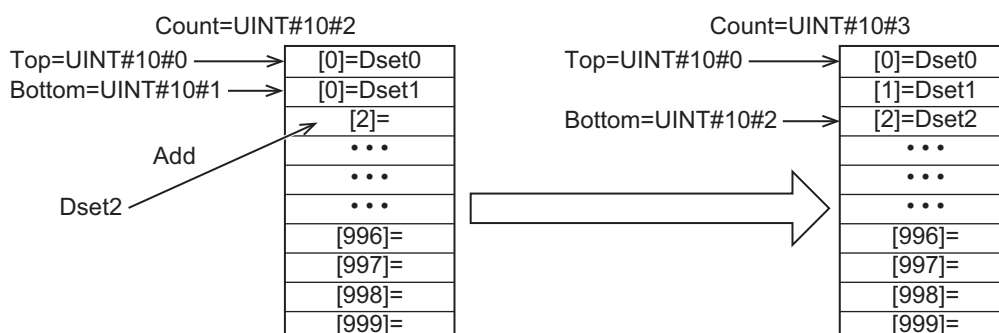 Count=UINT#10#2
Top=UINT#10#0
[0]=Dset0
Bottom=UINT#10#1
[0]=Dset1
[2]=
Add
Dset2
• • •
• • •
• • •
[996]=
[997]=
[998]=
[999]=
Count=UINT#10#3
Top=UINT#10#0
[0]=Dset0
[1]=Dset1
Bottom=UINT#10#2
[2]=Dset2
• • •
• • •
• • •
[996]=
[997]=
[998]=
[999]=